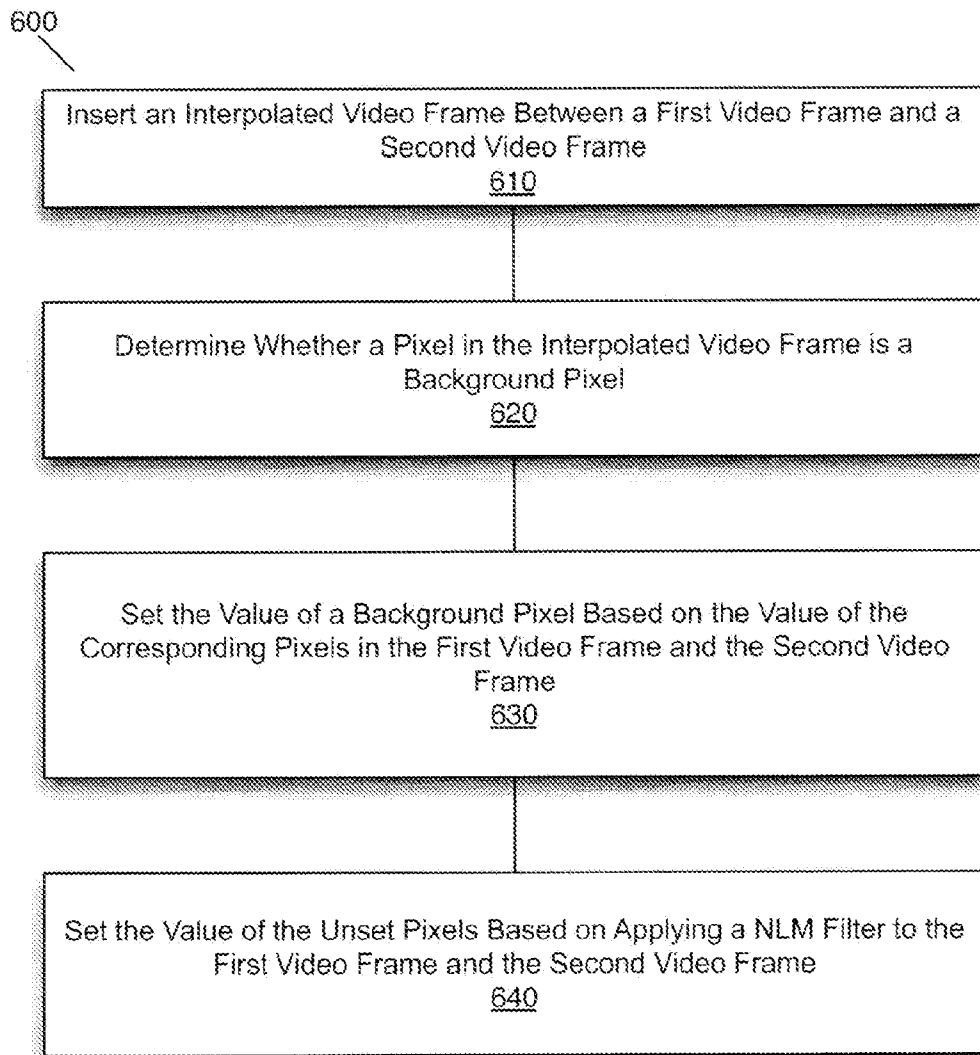 600
Insert an Interpolated Video Frame Between a First Video Frame and a
Second Video Frame
610
Determine Whether a Pixel in the Interpolated Video Frame is a
Background Pixel
620
Set the Value of a Background Pixel Based on the Value of the
Corresponding Pixels in the First Video Frame and the Second Video
Frame
630
Set the Value of the Unset Pixels Based on Applying a NLM Filter to the
First Video Frame and the Second Video Frame
640